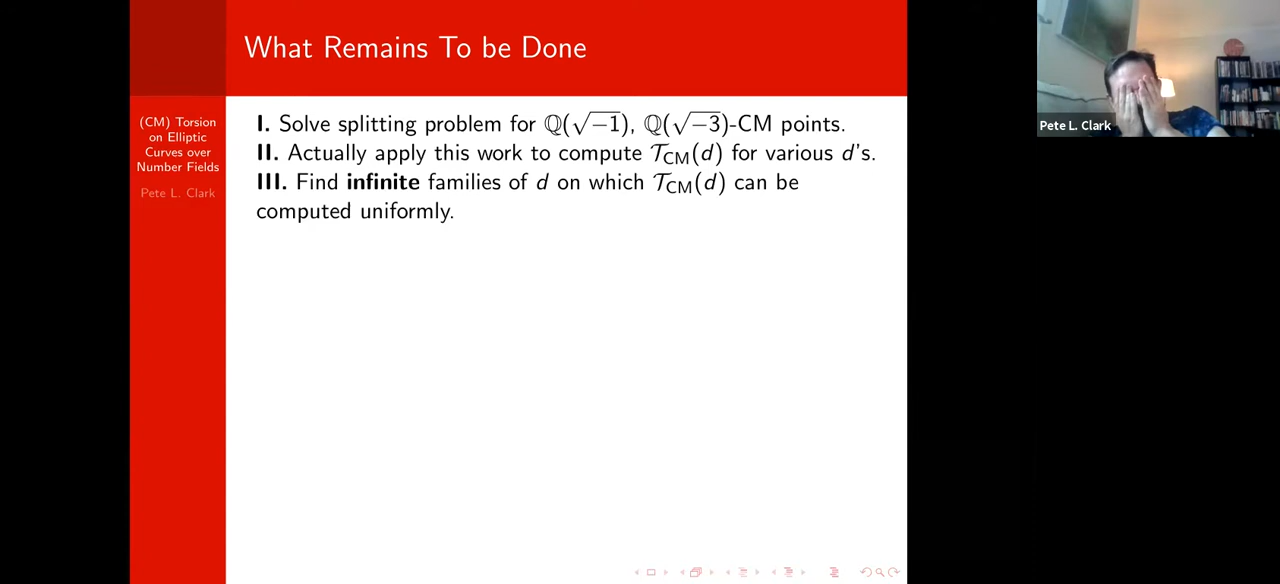 What Remains To be Done
(CM) Torsion
on Elliptic
Curves over
Number Fields
Pete L. Clark
I. Solve splitting problem for ℚ(√−1), ℚ(√−3)-CM points.
II. Actually apply this work to compute 𝒯CM(d) for various d's.
III. Find infinite families of d on which 𝒯CM(d) can be
computed uniformly.
Pete L. Clark